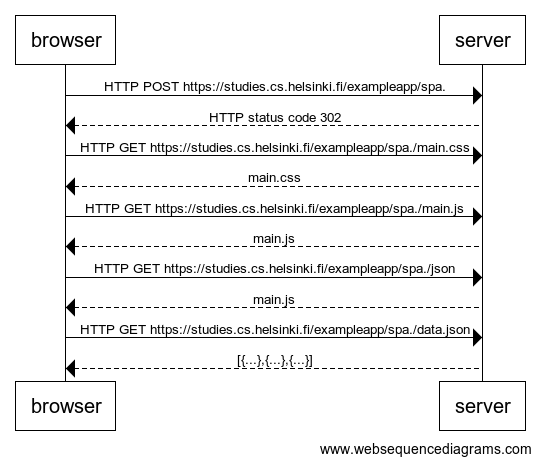 browser server
HTTP POST https://studies.cs.helsinki.fi/exampleapp/spa.
HTTP status code 302
HTTP GET https://studies.cs.helsinki.fi/exampleapp/spa./main.css
main.css
HTTP GET https://studies.cs.helsinki.fi/exampleapp/spa./main.js
main.js
HTTP GET https://studies.cs.helsinki.fi/exampleapp/spa./json
main.js
HTTP GET https://studies.cs.helsinki.fi/exampleapp/spa./data.json
[{...},{...},{...}]
browser server
www.websequencediagrams.com